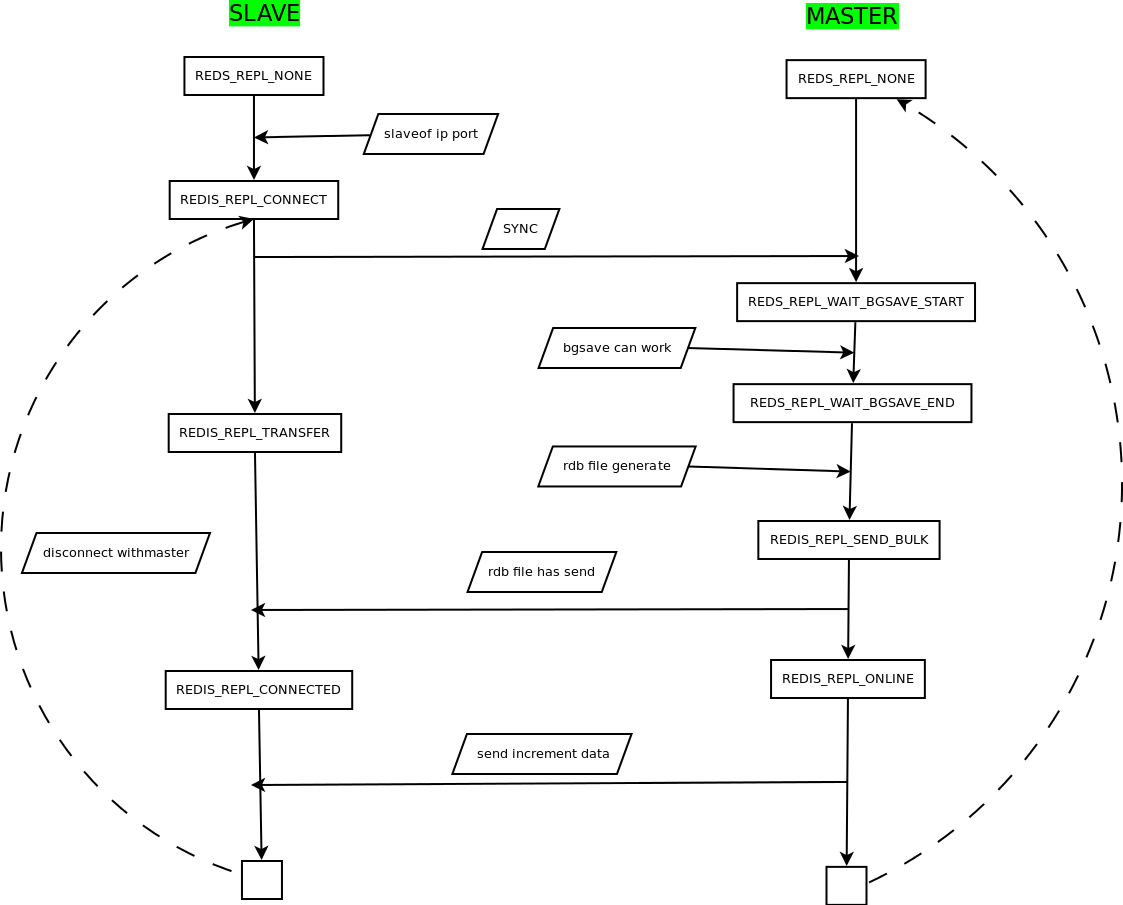 SLAVE
MASTER
REDS_REPL_NONE
REDS_REPL_NONE
slaveof ip port
REDIS_REPL_CONNECT
SYNC
REDS_REPL_WAIT_BGSAVE_START
bgsave can work
REDS_REPL_WAIT_BGSAVE_END
REDIS_REPL_TRANSFER
rdb file generate
REDIS_REPL_SEND_BULK
disconnect withmaster
rdb file has send
REDIS_REPL_ONLINE
REDIS_REPL_CONNECTED
send increment data